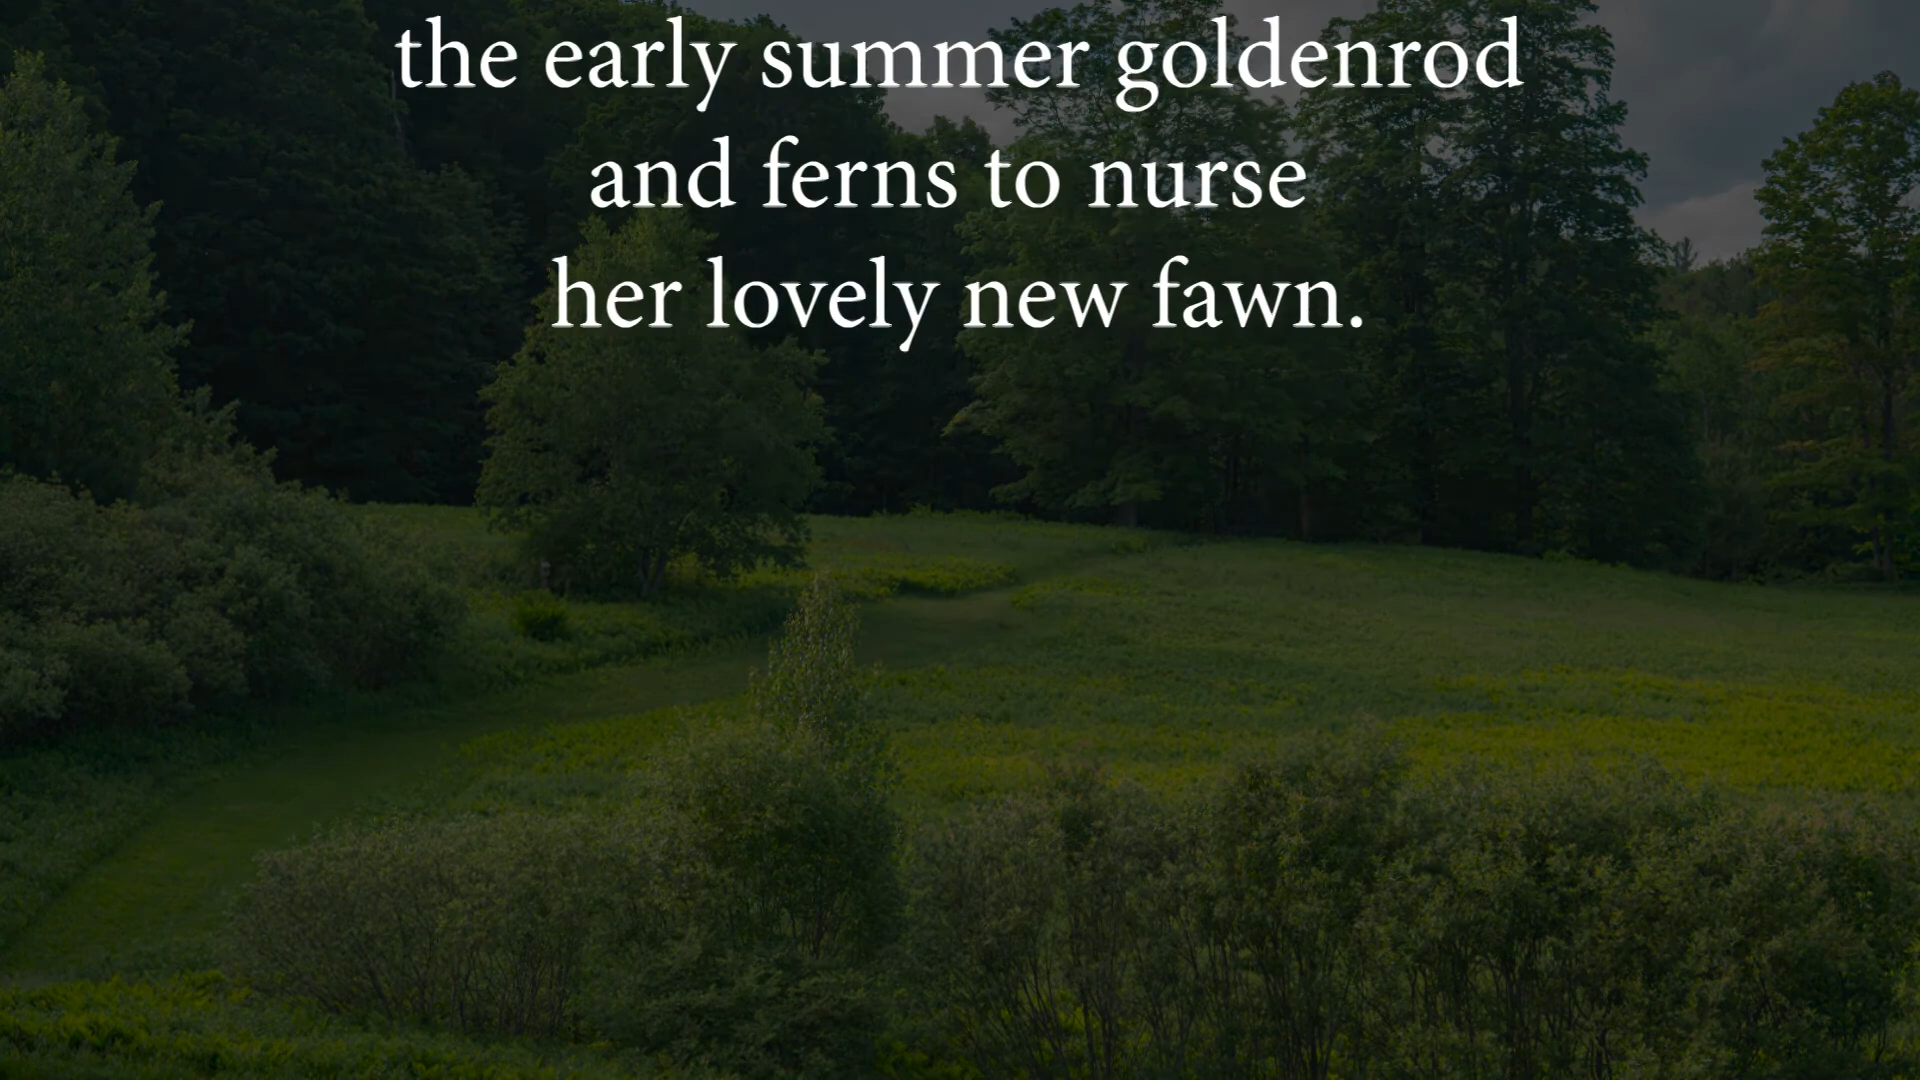 the early summer goldenrod
and ferns to nurse
her lovely new fawn.